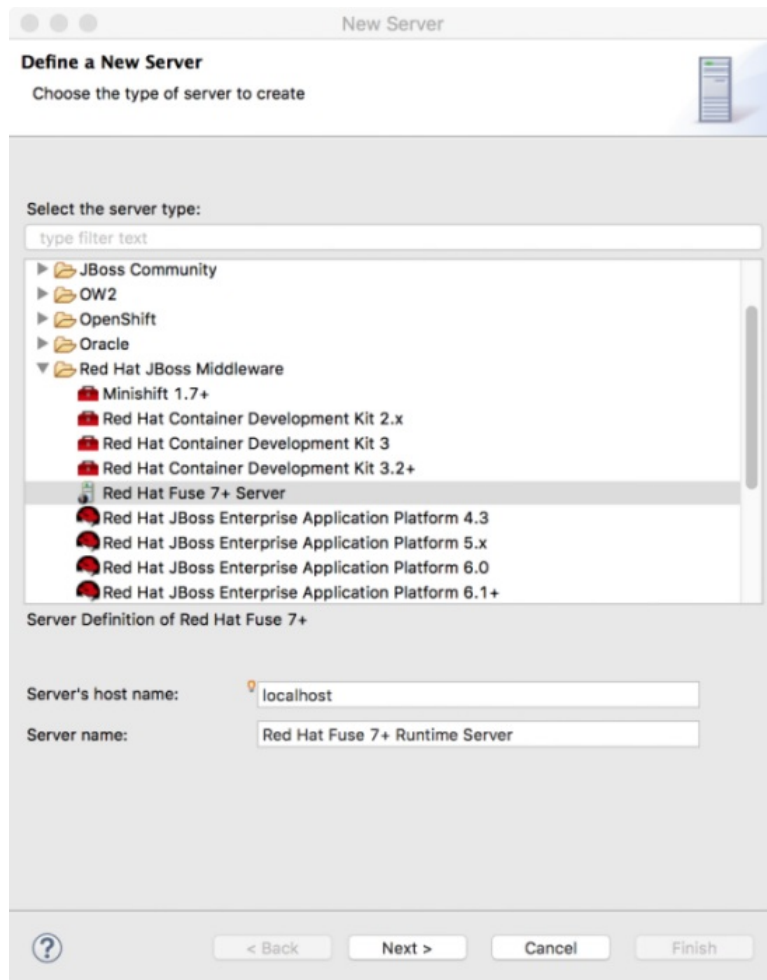 New Server
Define a New Server
Choose the type of server to create
Select the server type:
type filter text
JBoss Community
OW2
OpenShift
Oracle
Red Hat JBoss Middleware
Minishift 1.7+
Red Hat Container Development Kit 2.x
Red Hat Container Development Kit 3
Red Hat Container Development Kit 3.2+
Red Hat Fuse 7+ Server
Red Hat JBoss Enterprise Application Platform 4.3
Red Hat JBoss Enterprise Application Platform 5.x
Red Hat JBoss Enterprise Application Platform 6.0
Red Hat JBoss Enterprise Application Platform 6.1+
Server Definition of Red Hat Fuse 7+
Server's host name: localhost
Server name: Red Hat Fuse 7+ Runtime Server
? < Back Next > Cancel Finish